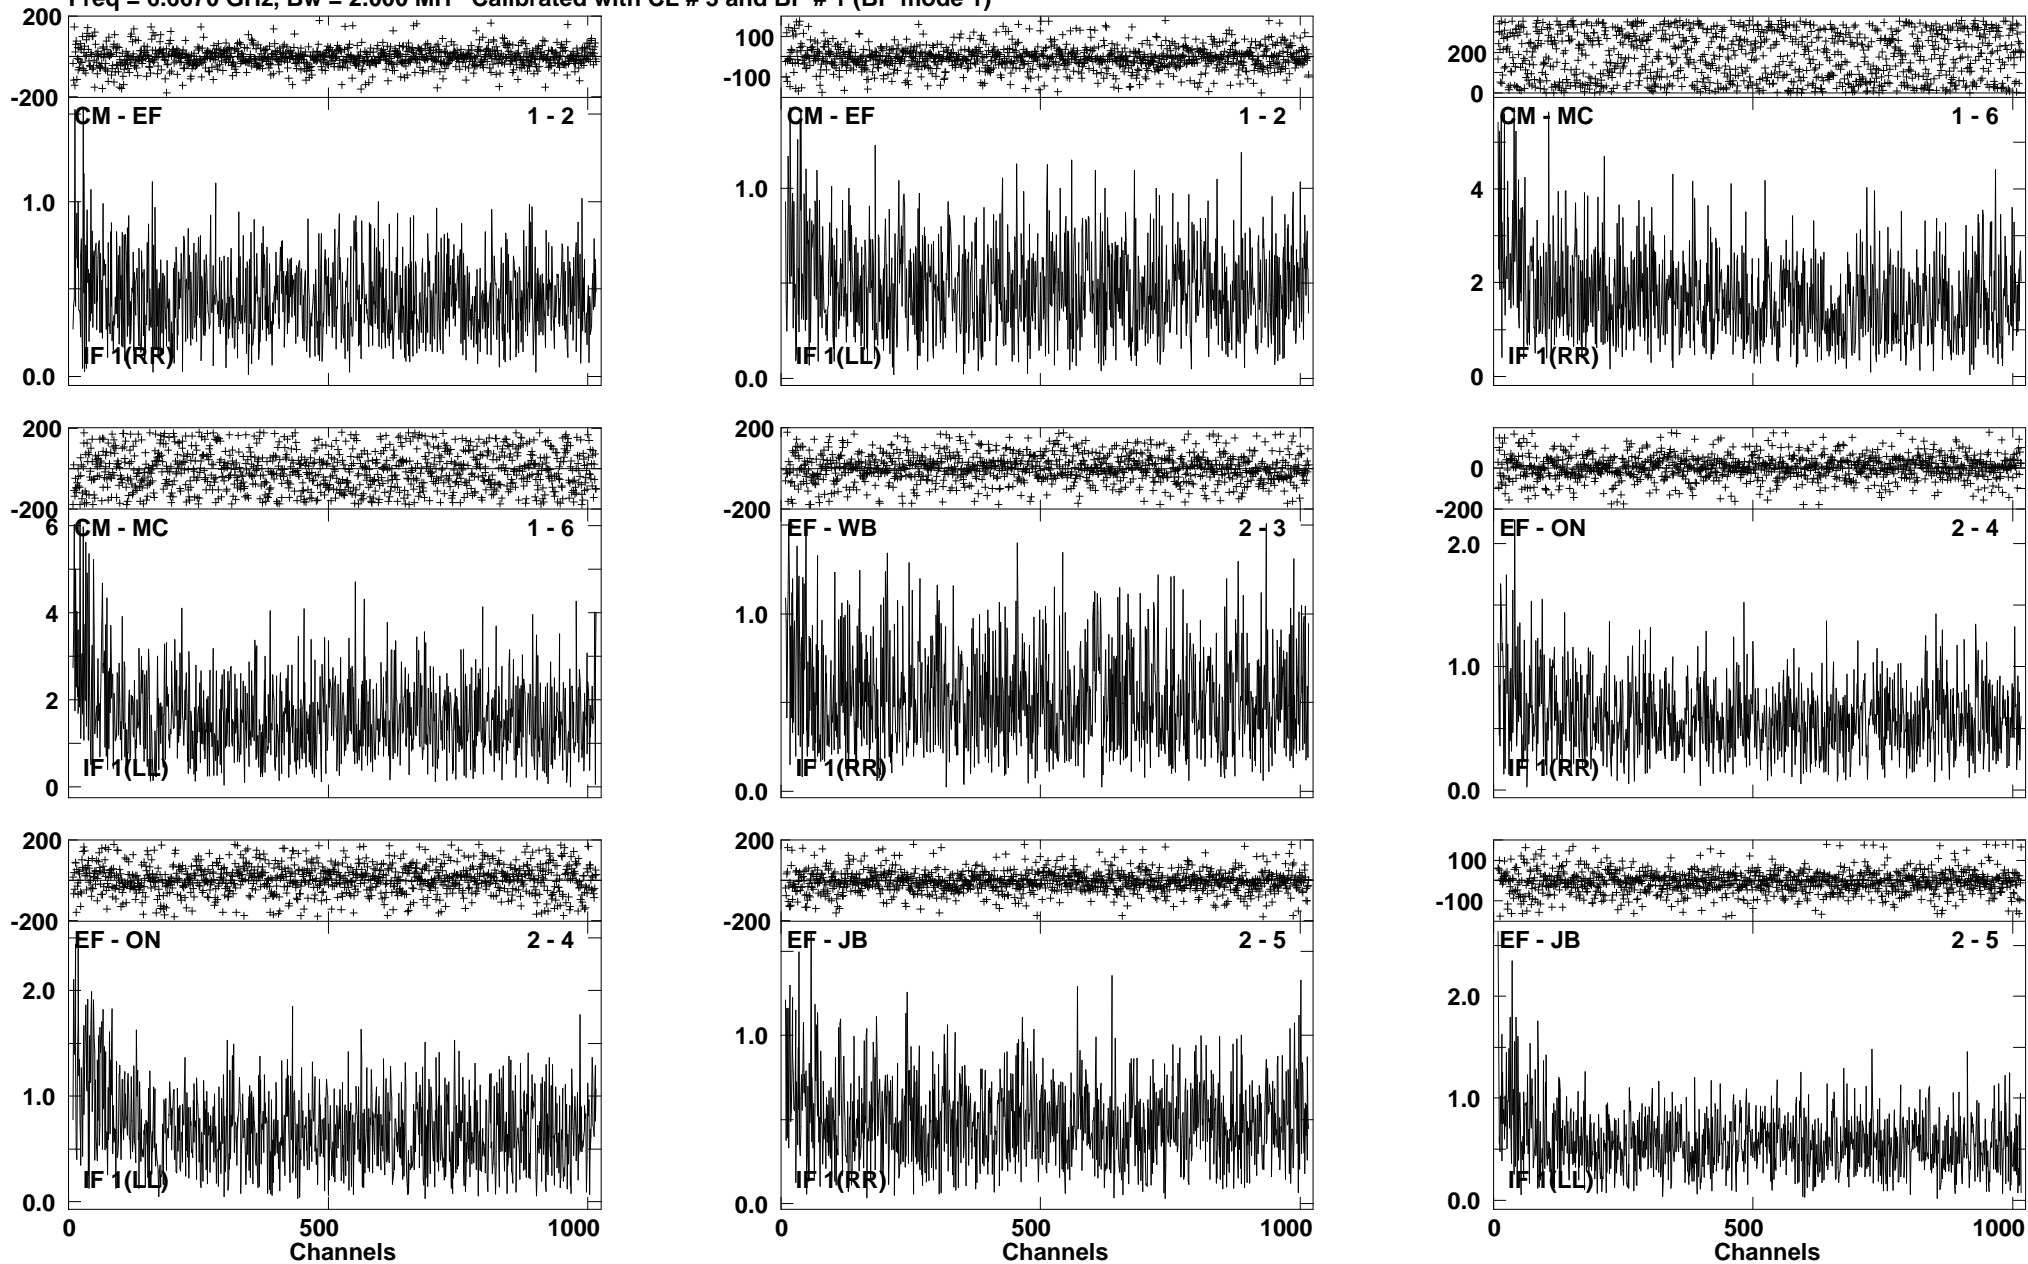 Freq = 6.6670 GHz, Bw = 2.000 MH Calibrated with CL # 3 and BP # 1 (BP mode 1)
200
-200
CM - EF 1 - 2
1.0
0.0
IF 1(RR)
100
-100
CM - EF 1 - 2
1.0
0.0
IF 1(LL)
200
0
CM - MC 1 - 6
4
2
0
IF 1(RR)
200
-200
CM - MC 1 - 6
6
4
2
0
IF 1(LL)
200
-200
EF - WB 2 - 3
1.0
0.0
IF 1(RR)
0
-200
EF - ON 2 - 4
2.0
1.0
0.0
IF 1(RR)
200
-200
EF - ON 2 - 4
2.0
1.0
0.0
IF 1(LL)
0 500 1000
Channels
200
-200
EF - JB 2 - 5
1.0
0.0
IF 1(RR)
0 500 1000
Channels
100
-100
EF - JB 2 - 5
2.0
1.0
0.0
IF 1(LL)
0 500 1000
Channels